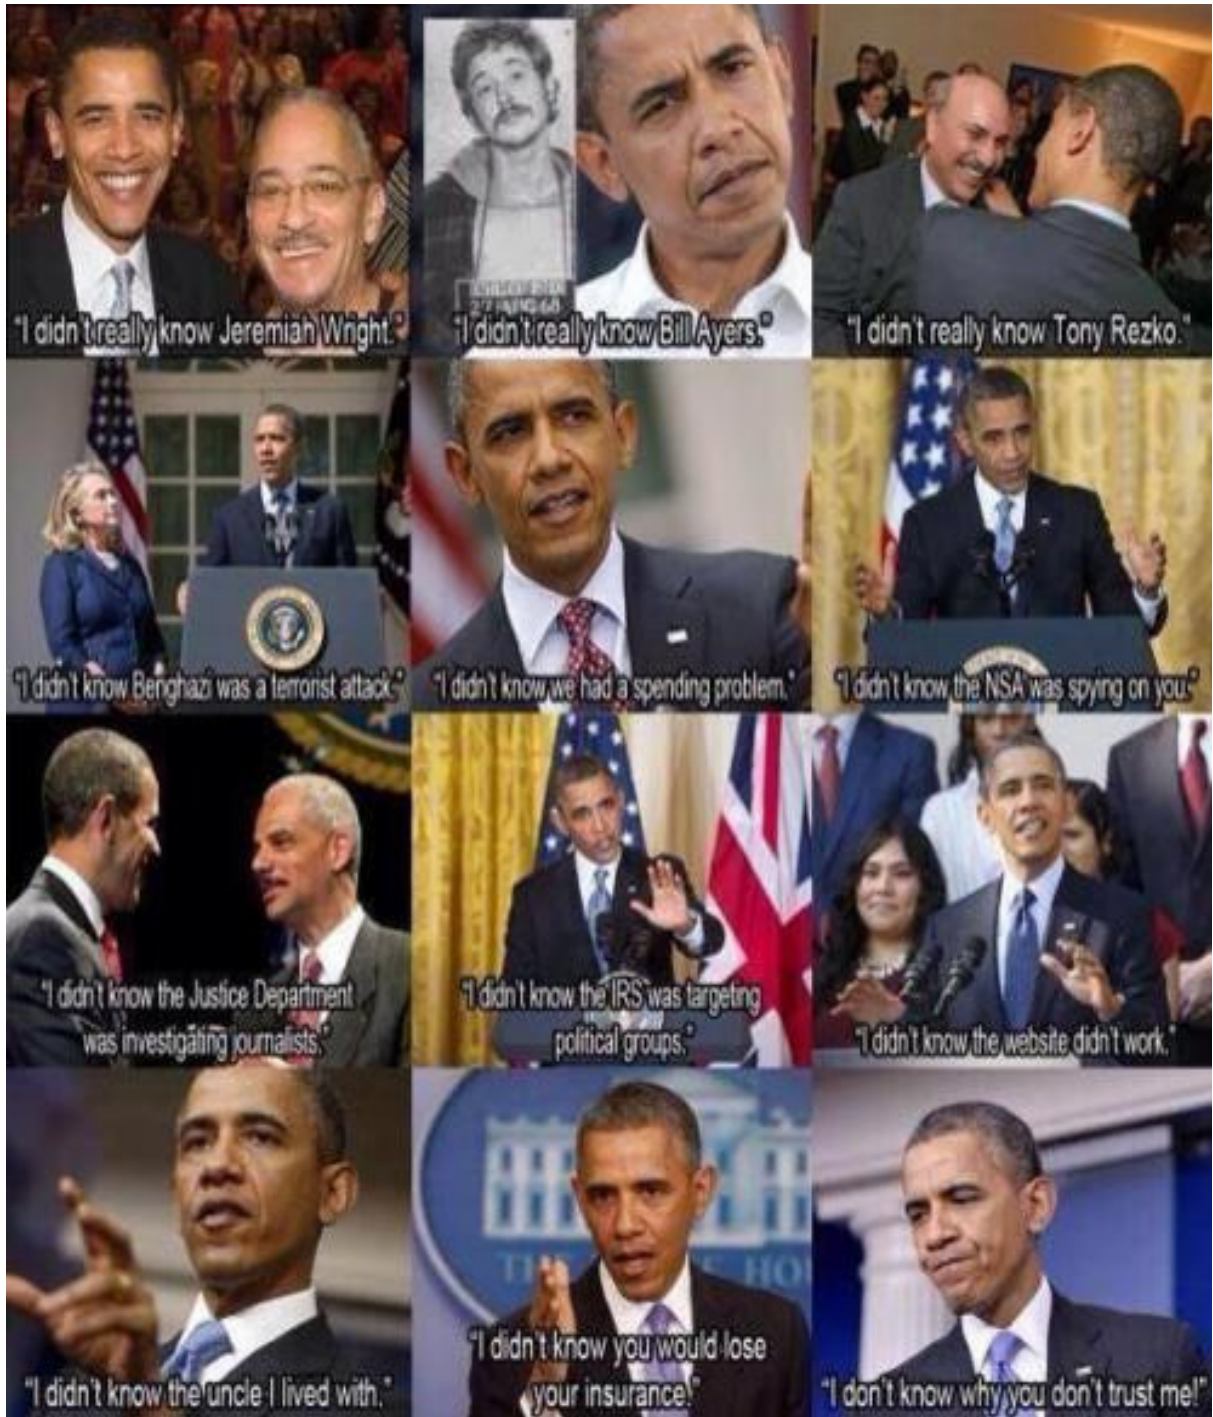 "I didn't really know Jeremiah Wright."
"I didn't really know Bill Ayers."
"I didn't really know Tony Rezko."
"I didn't know Benghazi was a terrorist attack."
"I didn't know we had a spending problem."
"I didn't know the NSA was spying on you."
"I didn't know the Justice Department
was investigating journalists."
"I didn't know the IRS was targeting
political groups."
"I didn't know the website didn't work."
"I didn't know the uncle I lived with."
THE
HO
"I didn't know you would lose
your insurance."
"I don't know why you don't trust me!"